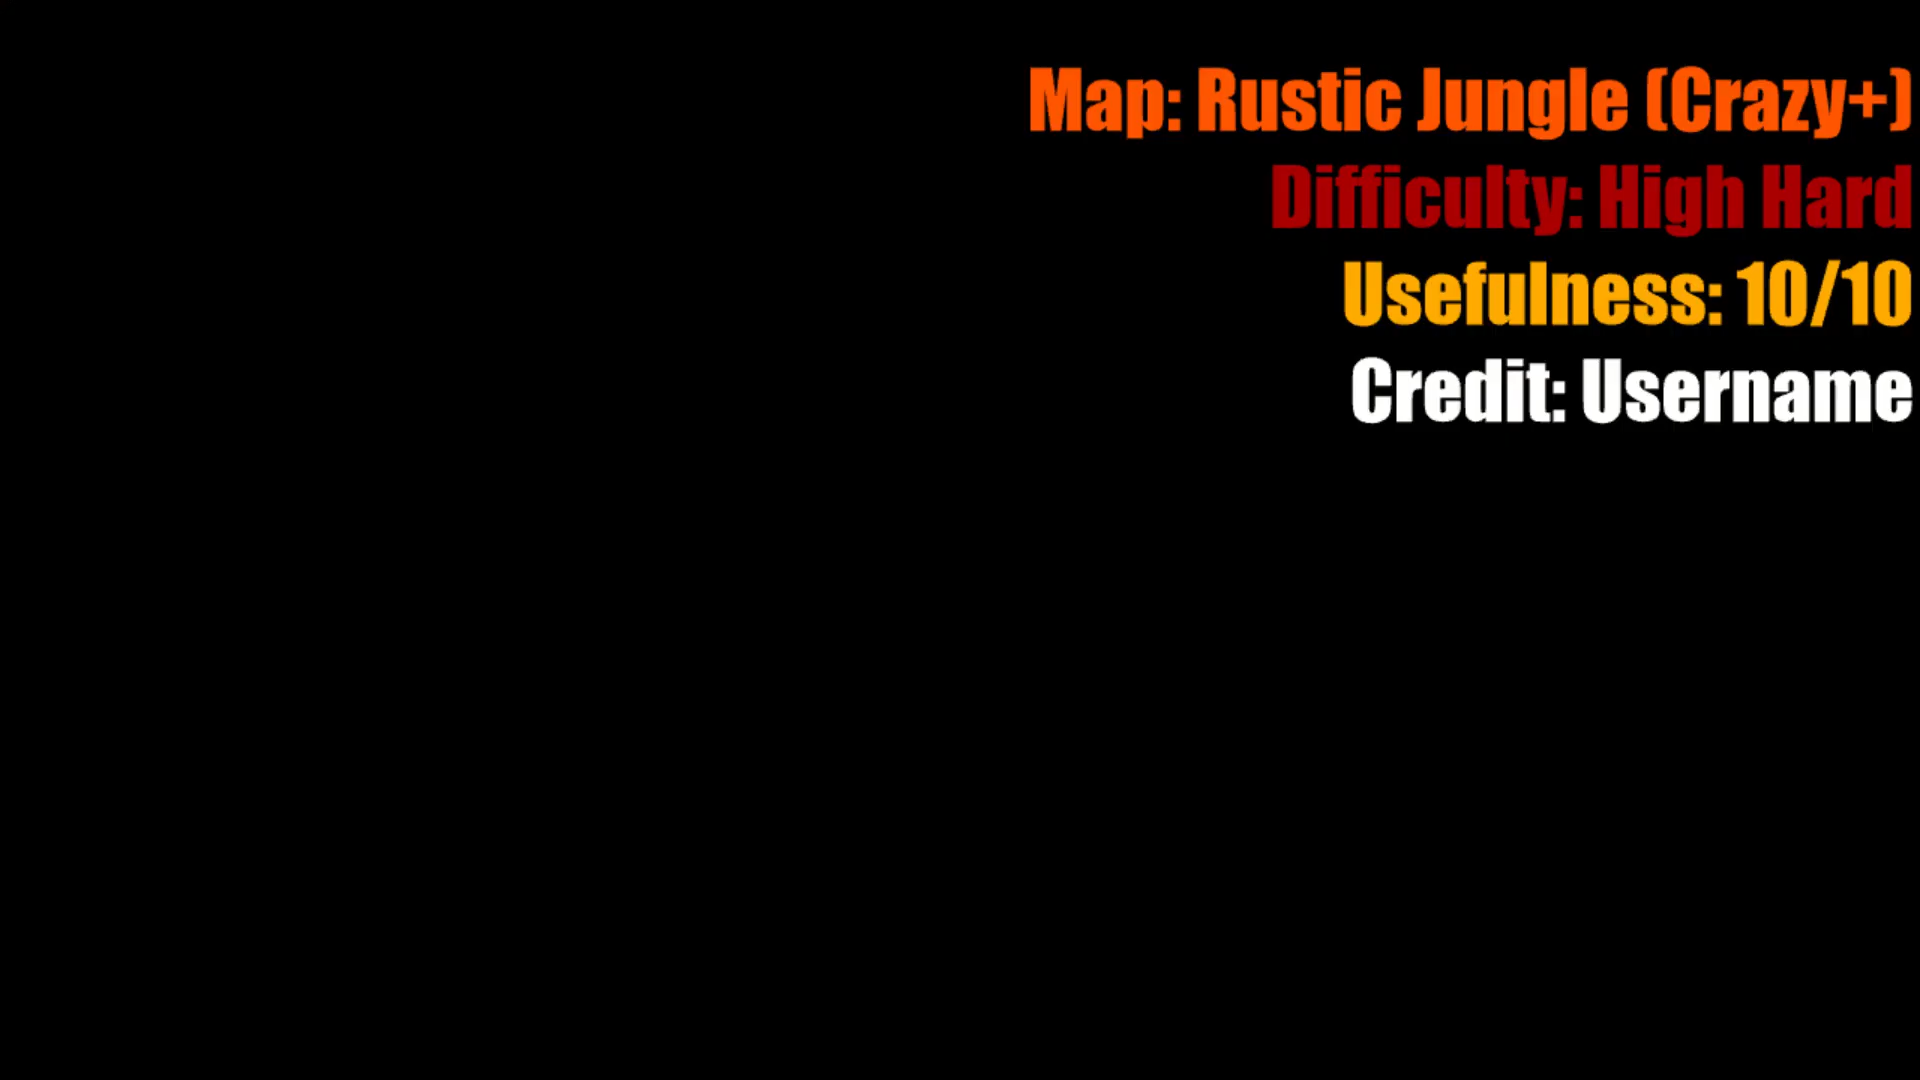 Map: Rustic Jungle (Crazy+)
Difficulty: High Hard
Usefulness: 10/10
Credit: Username